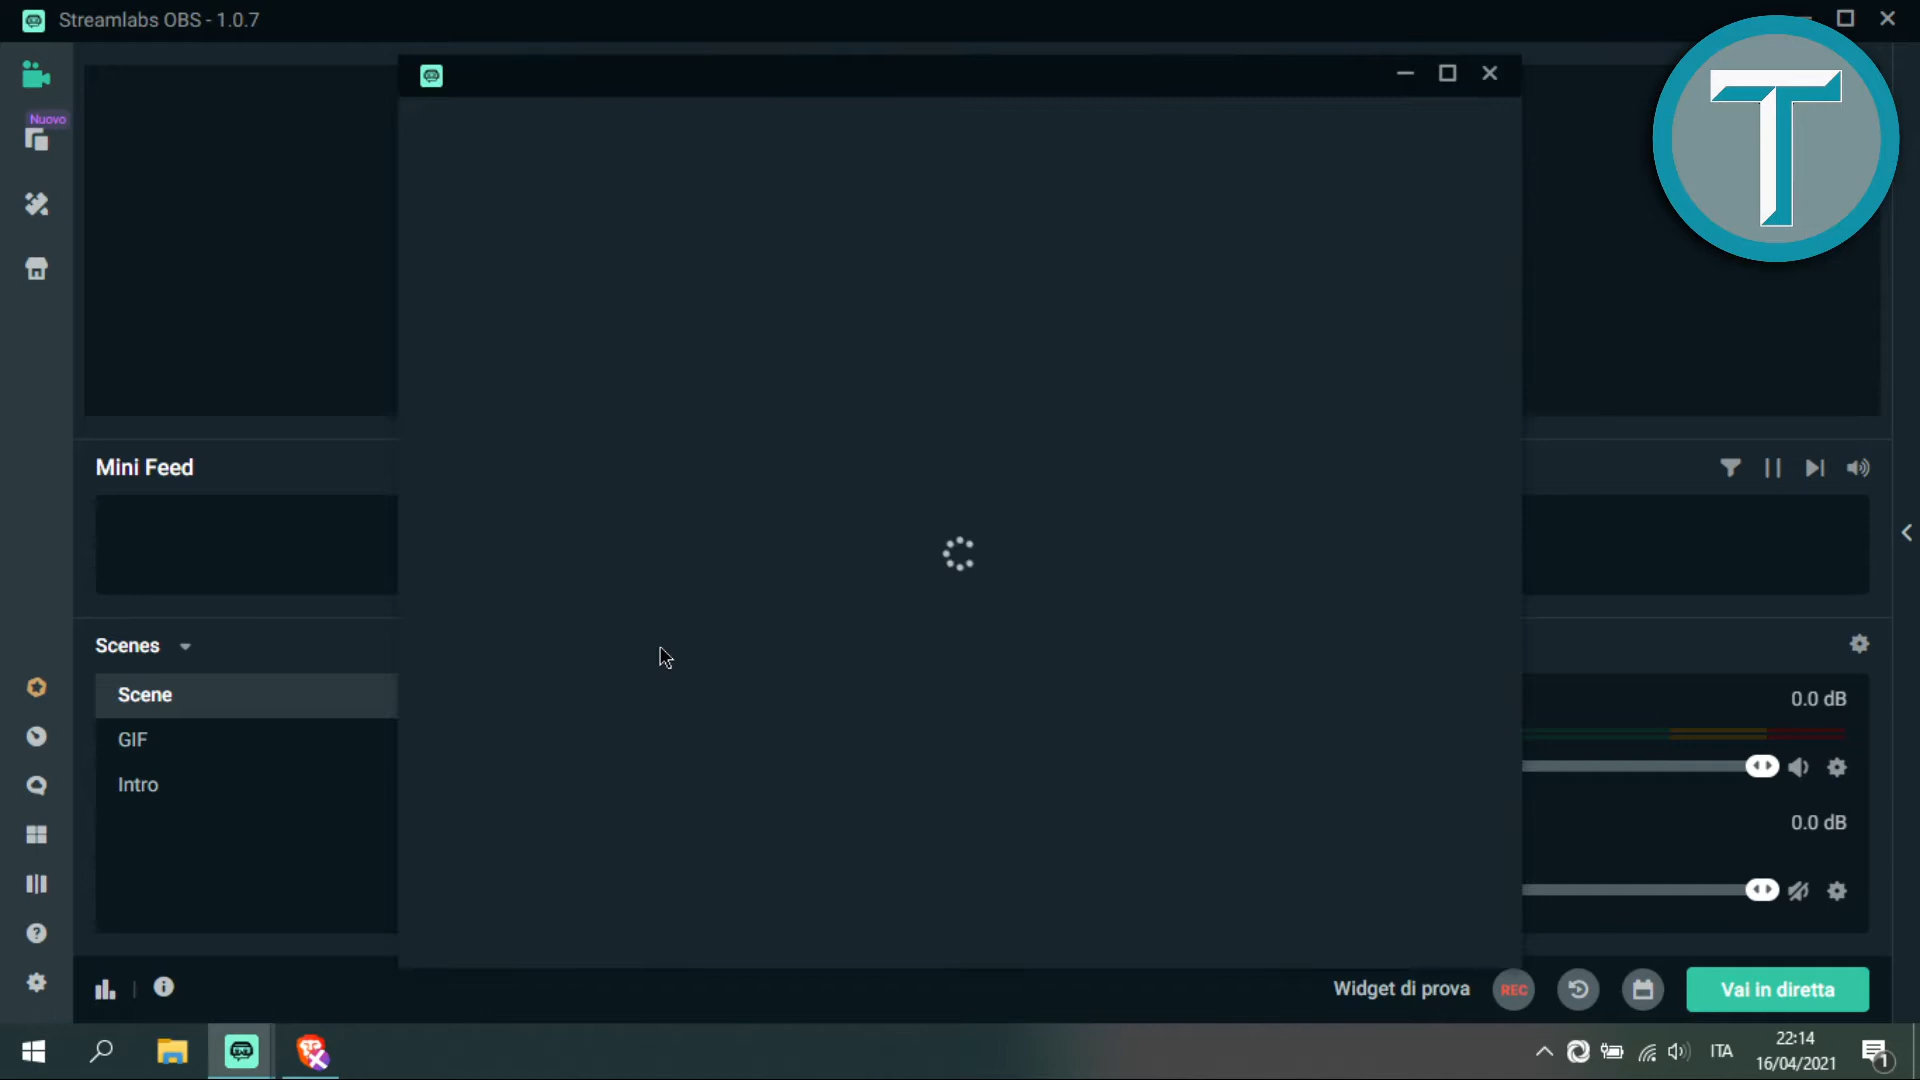 Streamlabs OBS - 1.0.7
T
Nuovo
Mini Feed
Scenes
Scene
GIF
Intro
0.0 dB
0.0 dB
Widget di prova
REC
Vai in diretta
22:14
ITA
16/04/2021
1